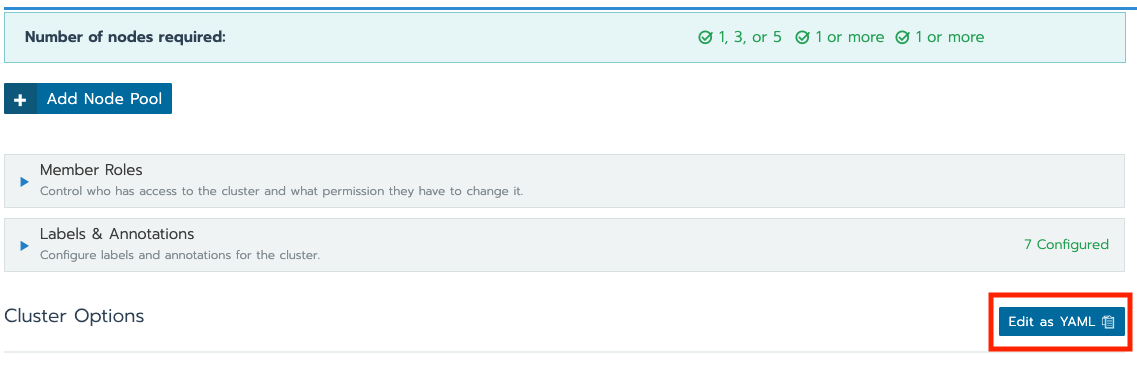 Number of nodes required: 1, 3, or 5 1 or more 1 or more
+ Add Node Pool
Member Roles
Control who has access to the cluster and what permission they have to change it.
Labels & Annotations
Configure labels and annotations for the cluster.
7 Configured
Cluster Options
Edit as YAML